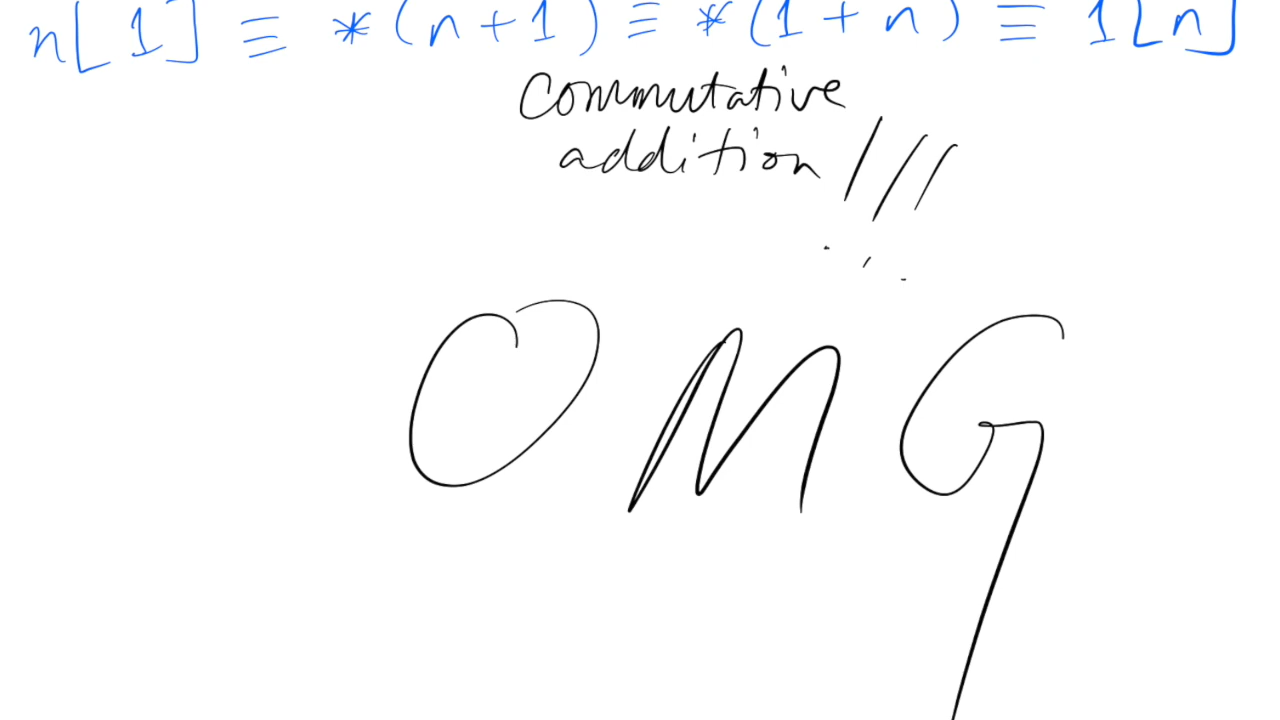 n[1] ≡ *(n+1) ≡ *(1+n) ≡ 1[n]
commutative
addition!!!
OMG